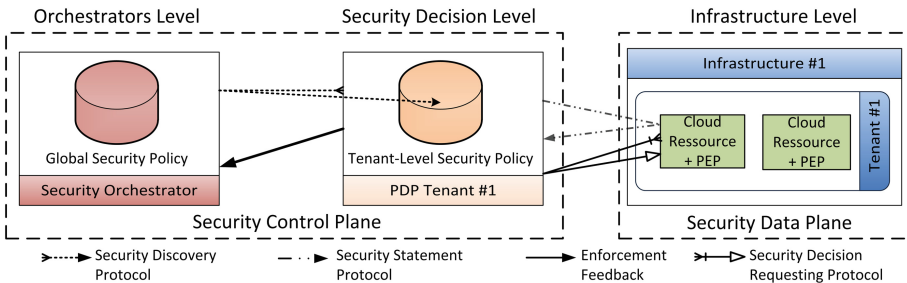 Orchestrators Level
Security Decision Level
Infrastructure Level
Global Security Policy
Security Orchestrator
Tenant-Level Security Policy
PDP Tenant #1
Security Control Plane
Infrastructure #1
Cloud
Ressource
+ PEP
Cloud
Ressource
+ PEP
Tenant #1
Security Data Plane
Security Discovery
Protocol
Security Statement
Protocol
Enforcement
Feedback
Security Decision
Requesting Protocol